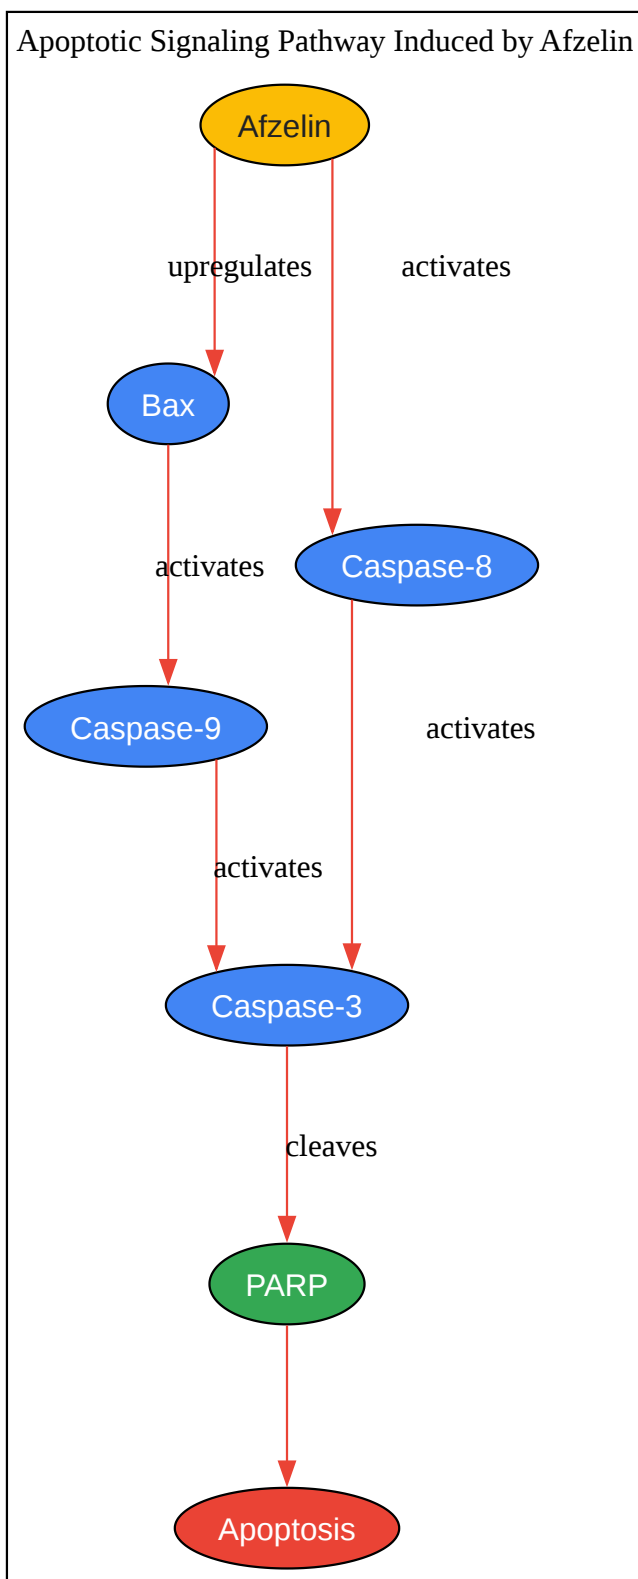 Apoptotic Signaling Pathway Induced by Afzelin
Afzelin
upregulates
activates
Bax
activates
Caspase-8
Caspase-9
activates
activates
Caspase-3
cleaves
PARP
Apoptosis